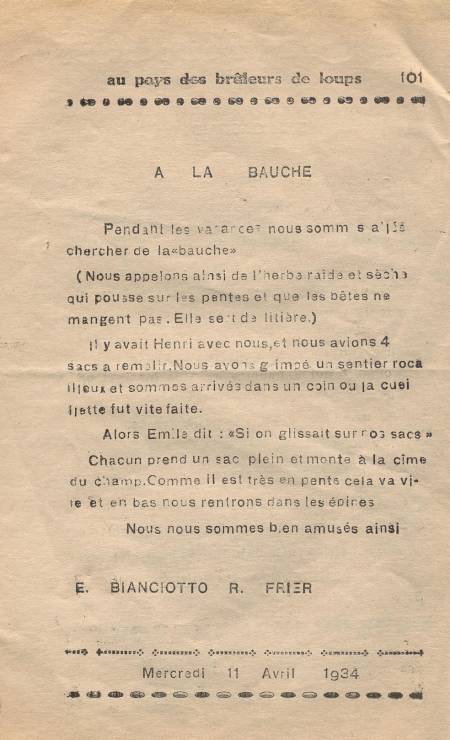 au pays des brûleurs de loups 101
A LA BAUCHE
Pendant les vacances nous sommes allés
chercher de la «bauche»
(Nous appelons ainsi de l'herbe raide et sèche
qui pousse sur les pentes et que les bêtes ne
mangent pas. Elle sert de litière.)
Il y avait Henri avec nous, et nous avions 4
sacs a remplir. Nous avons grimpé un sentier roca
illeux et sommes arrivés dans un coin ou la cuei
llette fut vite faite.
Alors Emile dit : «Si on glissait sur nos sacs»
Chacun prend un sac plein et monte à la cime
du champ. Comme il est très en pente cela va vi-
te et en bas nous rentrons dans les épines
Nous nous sommes bien amusés ainsi
E. BIANCIOTTO R. FRIER
Mercredi 11 Avril 1934